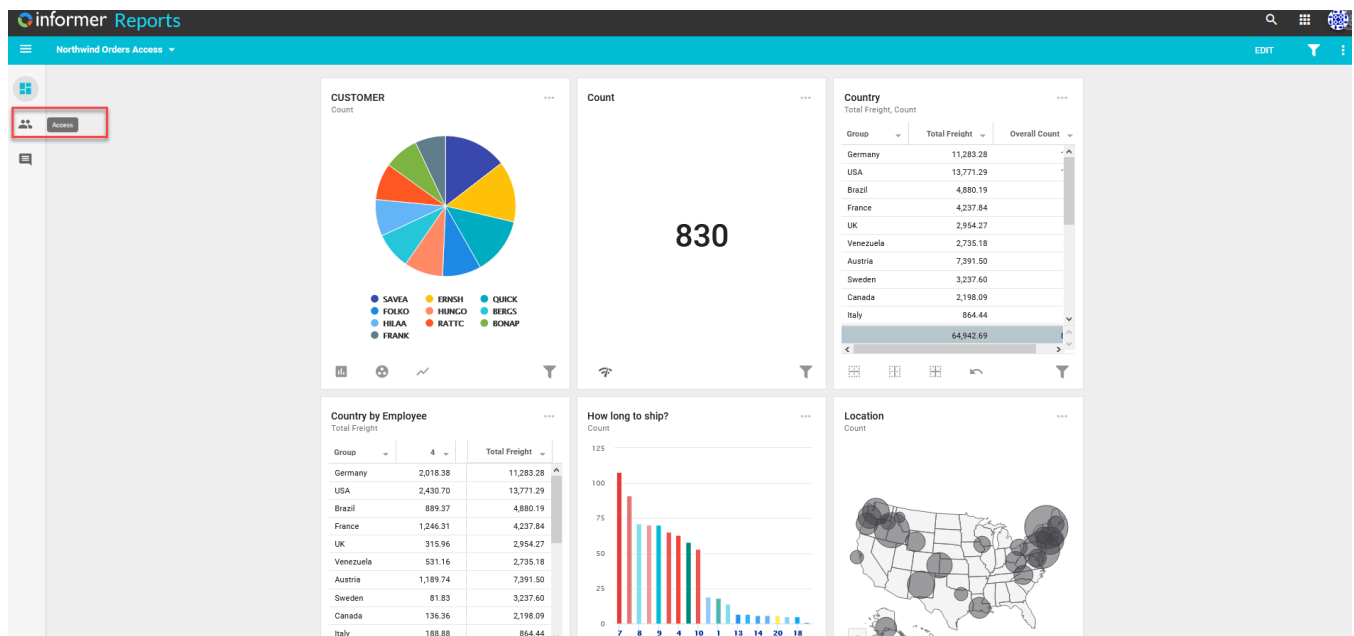 informer Reports
Northwind Orders Access
EDIT
Access
CUSTOMER
Count
SAVEA ERNSH QUICK
FOLKO HUNGO BERGS
HILAA RATTC BONAP
FRANK
Count
830
Country
Total Freight, Count
Group Total Freight Overall Count
Germany 11,283.28
USA 13,771.29
Brazil 4,880.19
France 4,237.84
UK 2,954.27
Venezuela 2,735.18
Austria 7,391.50
Sweden 3,237.60
Canada 2,198.09
Italy 864.44
64,942.69
Country by Employee
Total Freight
Group 4 Total Freight
Germany 2,018.38 11,283.28
USA 2,430.70 13,771.29
Brazil 889.37 4,880.19
France 1,246.31 4,237.84
UK 315.96 2,954.27
Venezuela 531.16 2,735.18
Austria 1,189.74 7,391.50
Sweden 81.83 3,237.60
Canada 136.36 2,198.09
Italy 188.88 864.44
How long to ship?
Count
125
100
75
50
25
0
7 8 9 4 10 1 13 14 20 18
Location
Count